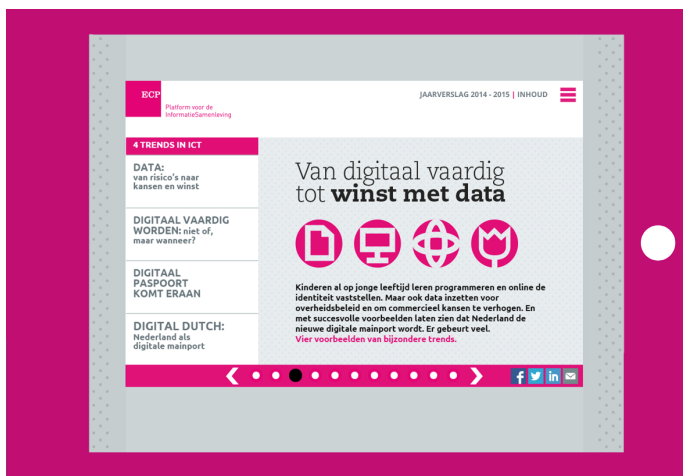 ECP
Platform voor de
InformatieSamenleving
JAARVERSLAG 2014 - 2015 | INHOUD
4 TRENDS IN ICT
DATA:
van risico's naar
kansen en winst
DIGITAAL VAARDIG
WORDEN: niet of,
maar wanneer?
DIGITAAL
PASPOORT
KOMT ERAAN
DIGITAL DUTCH:
Nederland als
digitale mainport
Van digitaal vaardig
tot winst met data
Kinderen al op jonge leeftijd leren programmeren en online de
identiteit vaststellen. Maar ook data inzetten voor
overheidsbeleid en om commercieel kansen te verhogen. En
met succesvolle voorbeelden laten zien dat Nederland de
nieuwe digitale mainport wordt. Er gebeurt veel.
Vier voorbeelden van bijzondere trends.
f
in